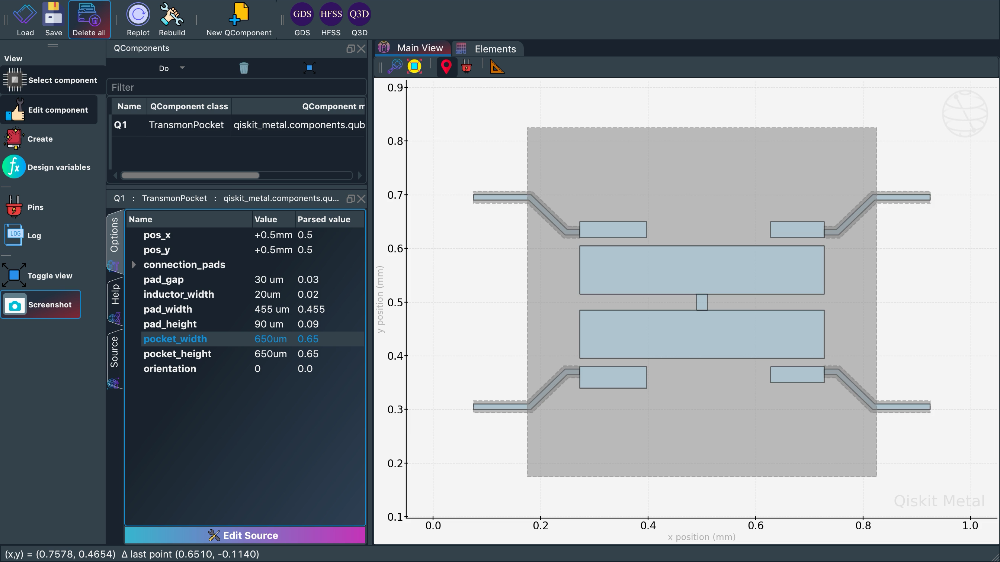 GDS HFSS Q3D
Load Save Delete all Replot Rebuild New QComponent GDS HFSS Q3D
View
Select component
Edit component
Create
fx Design variables
Pins
LOG Log
Toggle view
Screenshot
QComponents
Do
Filter
Name QComponent class QComponent m
Q1 TransmonPocket qiskit_metal.components.qub
Q1 : TransmonPocket : qiskit_metal.components.qu...
Options
Help
Source
Name Value Parsed value
pos_x +0.5mm 0.5
pos_y +0.5mm 0.5
connection_pads
pad_gap 30 um 0.03
inductor_width 20um 0.02
pad_width 455 um 0.455
pad_height 90 um 0.09
pocket_width 650um 0.65
pocket_height 650um 0.65
orientation 0 0.0
Edit Source
Main View Elements
0.9
0.8
0.7
0.6
0.5
0.4
0.3
0.2
0.1
y position (mm)
0.0 0.2 0.4 0.6 0.8 1.0
x position (mm)
Qiskit Metal
(x,y) = (0.7578, 0.4654) Δ last point (0.6510, -0.1140)